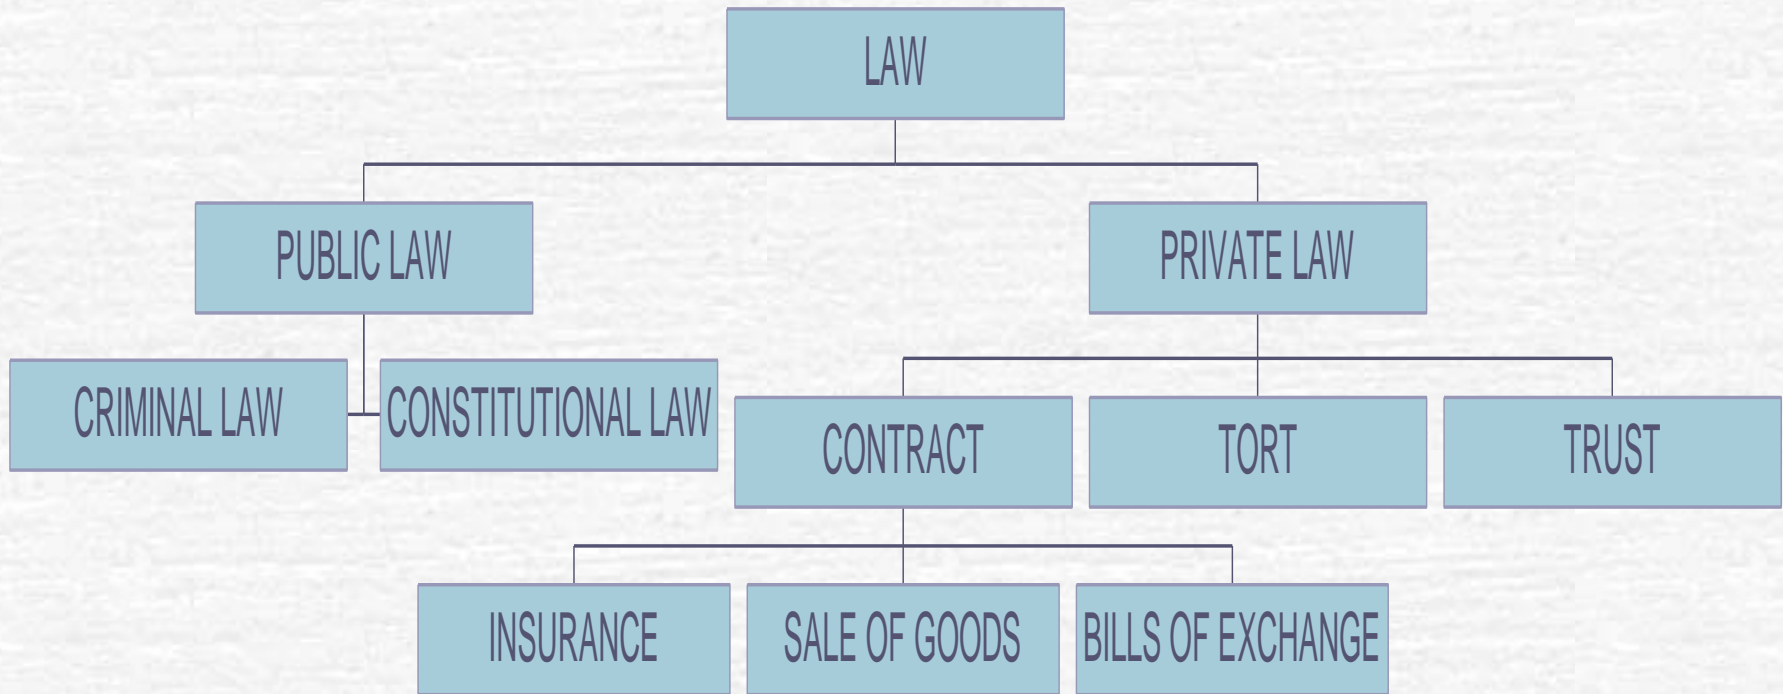 LAW
PUBLIC LAW
PRIVATE LAW
CRIMINAL LAW
CONSTITUTIONAL LAW
CONTRACT
TORT
TRUST
INSURANCE
SALE OF GOODS
BILLS OF EXCHANGE